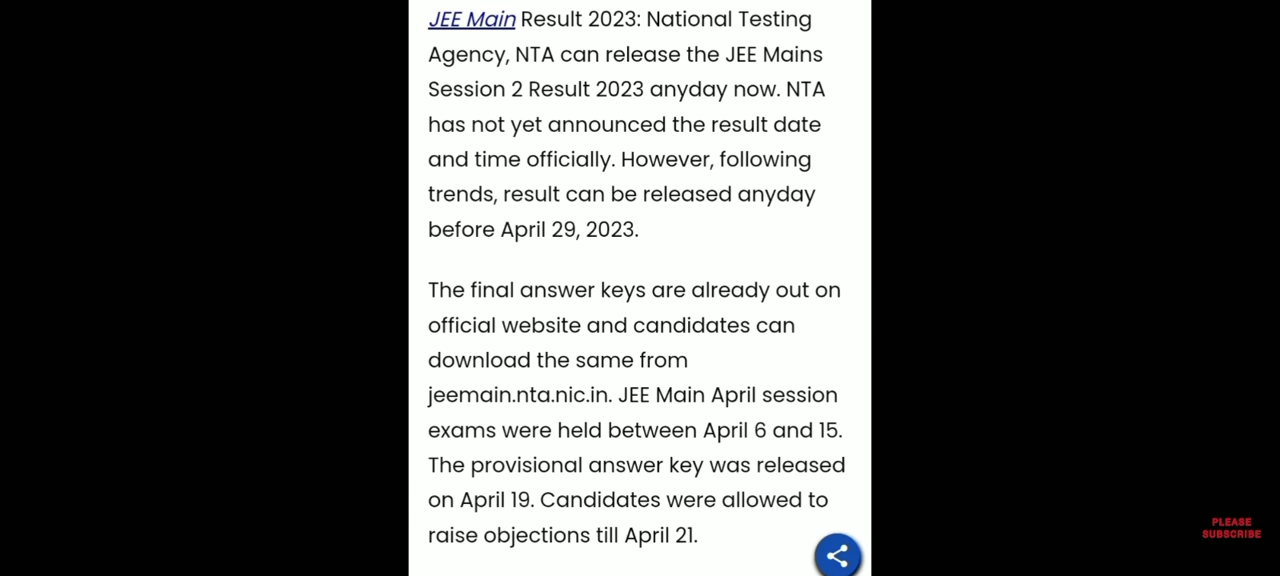 JEE Main Result 2023: National Testing
Agency, NTA can release the JEE Mains
Session 2 Result 2023 anyday now. NTA
has not yet announced the result date
and time officially. However, following
trends, result can be released anyday
before April 29, 2023.
The final answer keys are already out on
official website and candidates can
download the same from
jeemain.nta.nic.in. JEE Main April session
exams were held between April 6 and 15.
The provisional answer key was released
on April 19. Candidates were allowed to
raise objections till April 21.
PLEASE
SUBSCRIBE